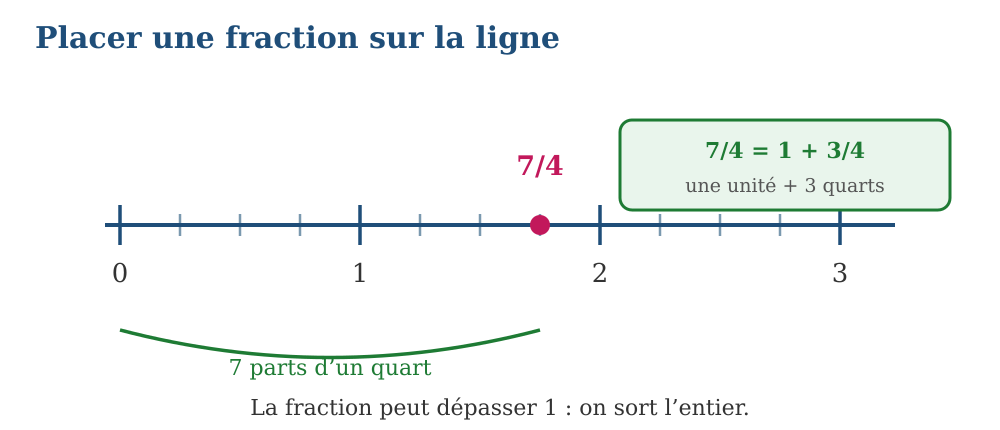 Placer une fraction sur la ligne
7/4 = 1 + 3/4
une unité + 3 quarts
7/4
0 1 2 3
7 parts d’un quart
La fraction peut dépasser 1 : on sort l’entier.